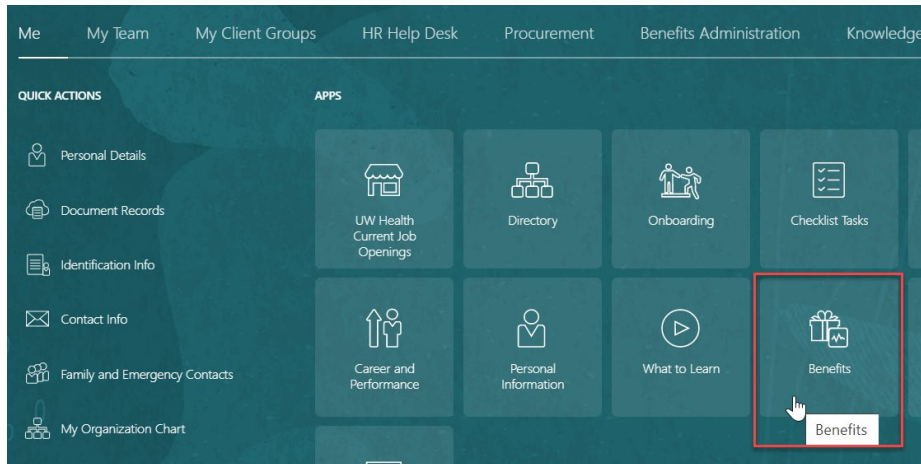 Me My Team My Client Groups HR Help Desk Procurement Benefits Administration Knowledge
QUICK ACTIONS
Personal Details
Document Records
Identification Info
Contact Info
Family and Emergency Contacts
My Organization Chart
APPS
UW Health
Current Job
Openings
Directory
Onboarding
Checklist Tasks
Career and
Performance
Personal
Information
What to Learn
Benefits
Benefits